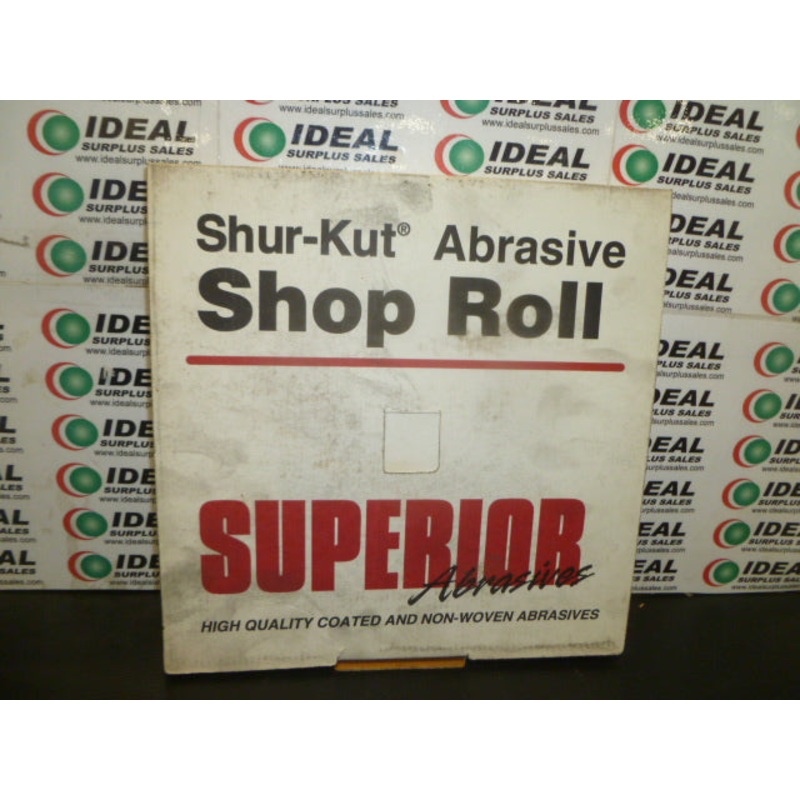 Shur-Kut® Abrasive
Shop Roll
SUPERIOR
Abrasives
HIGH QUALITY COATED AND NON-WOVEN ABRASIVES
IDEAL
SURPLUS SALES
www.idealsurplussales.com